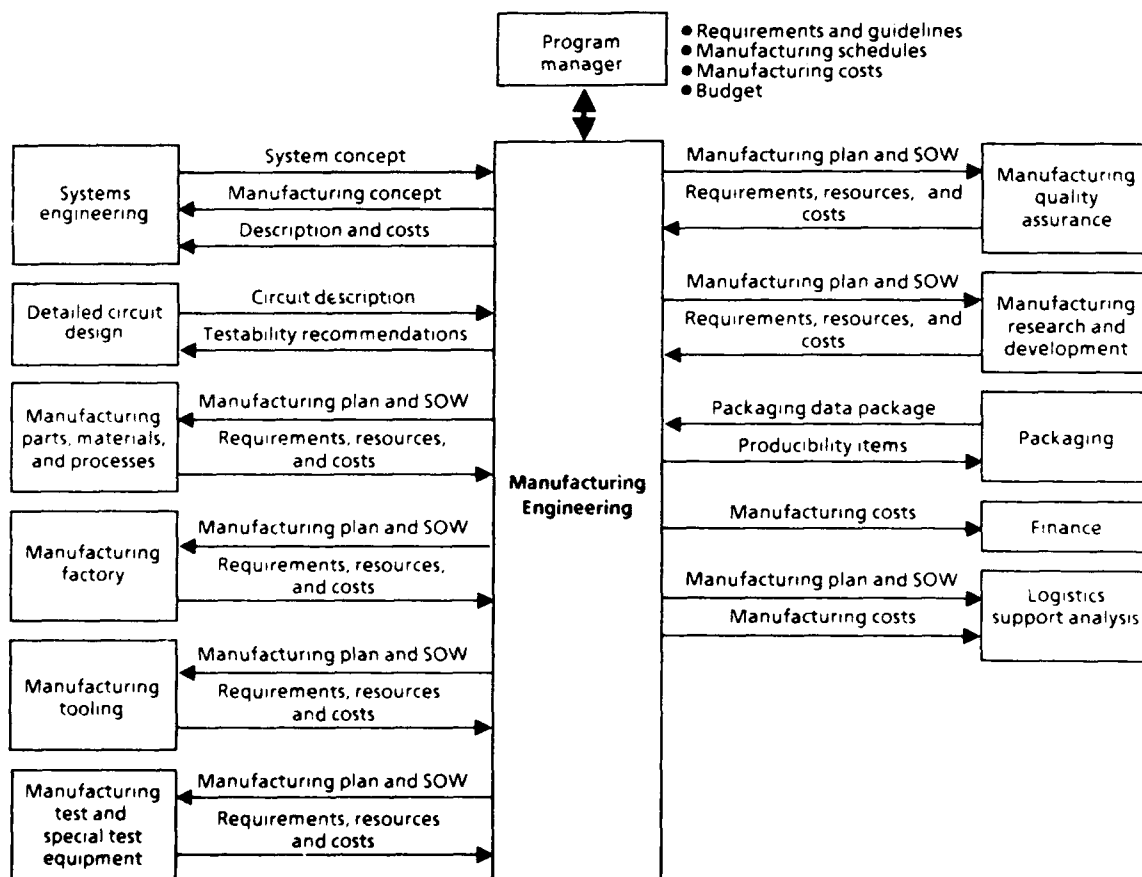 Program
manager
● Requirements and guidelines
● Manufacturing schedules
● Manufacturing costs
● Budget
Systems
engineering
System concept
Manufacturing concept
Description and costs
Detailed circuit
design
Circuit description
Testability recommendations
Manufacturing
parts, materials,
and processes
Manufacturing plan and SOW
Requirements, resources,
and costs
Manufacturing
factory
Manufacturing plan and SOW
Requirements, resources,
and costs
Manufacturing
tooling
Manufacturing plan and SOW
Requirements, resources
and costs
Manufacturing
test and
special test
equipment
Manufacturing plan and SOW
Requirements, resources
and costs
Manufacturing
Engineering
Manufacturing plan and SOW
Requirements, resources, and
costs
Manufacturing
quality
assurance
Manufacturing plan and SOW
Requirements, resources, and
costs
Manufacturing
research and
development
Packaging data package
Producibility items
Packaging
Manufacturing costs
Finance
Manufacturing plan and SOW
Manufacturing costs
Logistics
support analysis